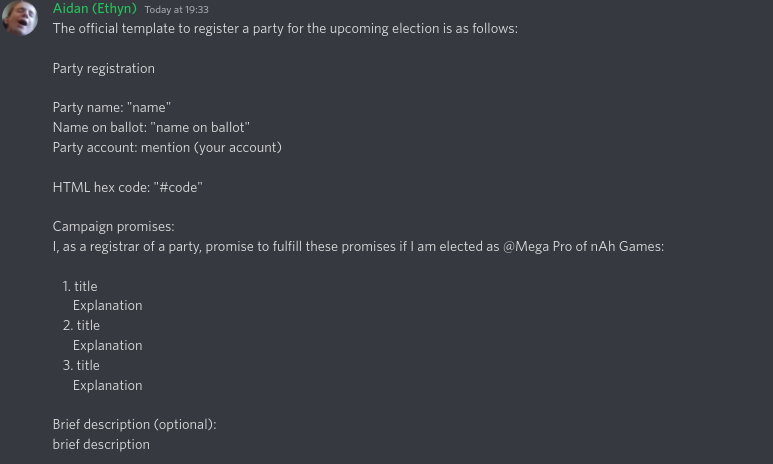 Aidan (Ethyn) Today at 19:33
The official template to register a party for the upcoming election is as follows:
Party registration
Party name: "name"
Name on ballot: "name on ballot"
Party account: mention (your account)
HTML hex code: "#code"
Campaign promises:
I, as a registrar of a party, promise to fulfill these promises if I am elected as @Mega Pro of nAh Games:
1. title
Explanation
2. title
Explanation
3. title
Explanation
Brief description (optional):
brief description